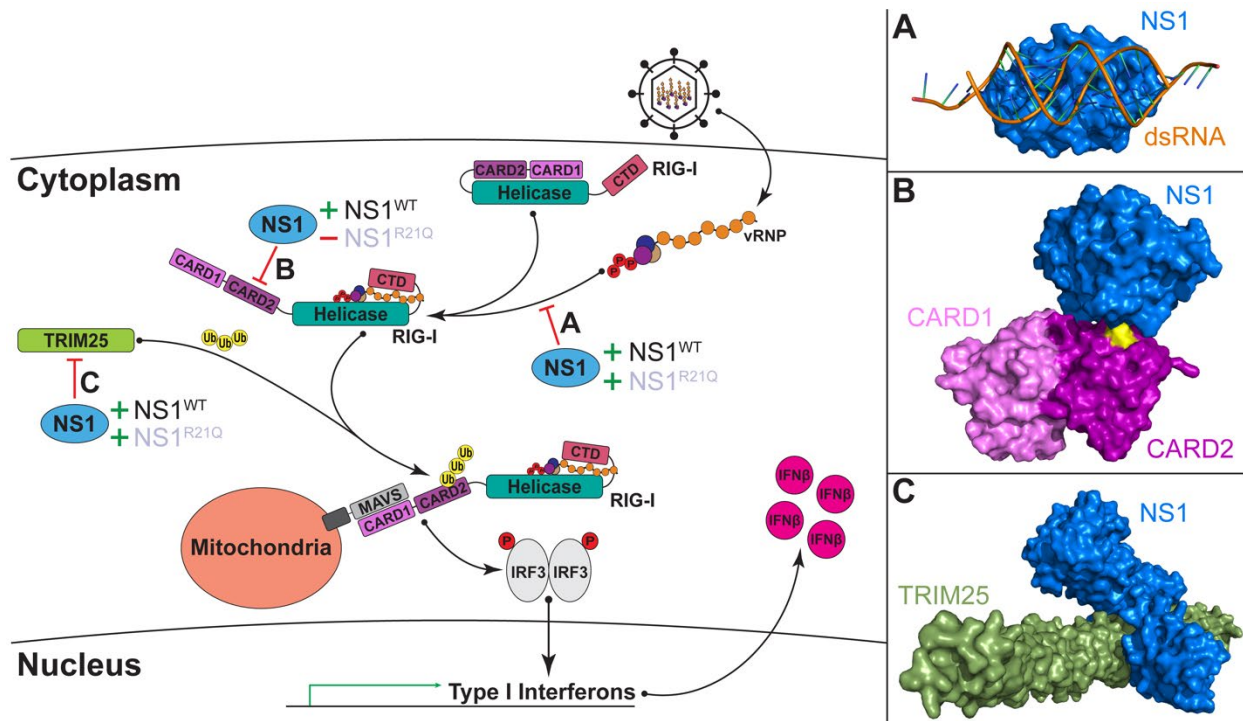 Cytoplasm
CARD2
CARD1
Helicase
CTD
RIG-I
vRNP
P
P
P
NS1
+ NS1WT
− NS1R21Q
B
CARD1
CARD2
Helicase
CTD
RIG-I
A
NS1
+ NS1WT
+ NS1R21Q
TRIM25
Ub
Ub
Ub
C
NS1
+ NS1WT
+ NS1R21Q
Ub
Ub
Ub
MAVS
CARD1
CARD2
Helicase
CTD
RIG-I
Mitochondria
P
P
IRF3
IRF3
IFNβ
IFNβ
IFNβ
IFNβ
Nucleus
Type I Interferons
A
NS1
dsRNA
B
NS1
CARD1
CARD2
C
NS1
TRIM25